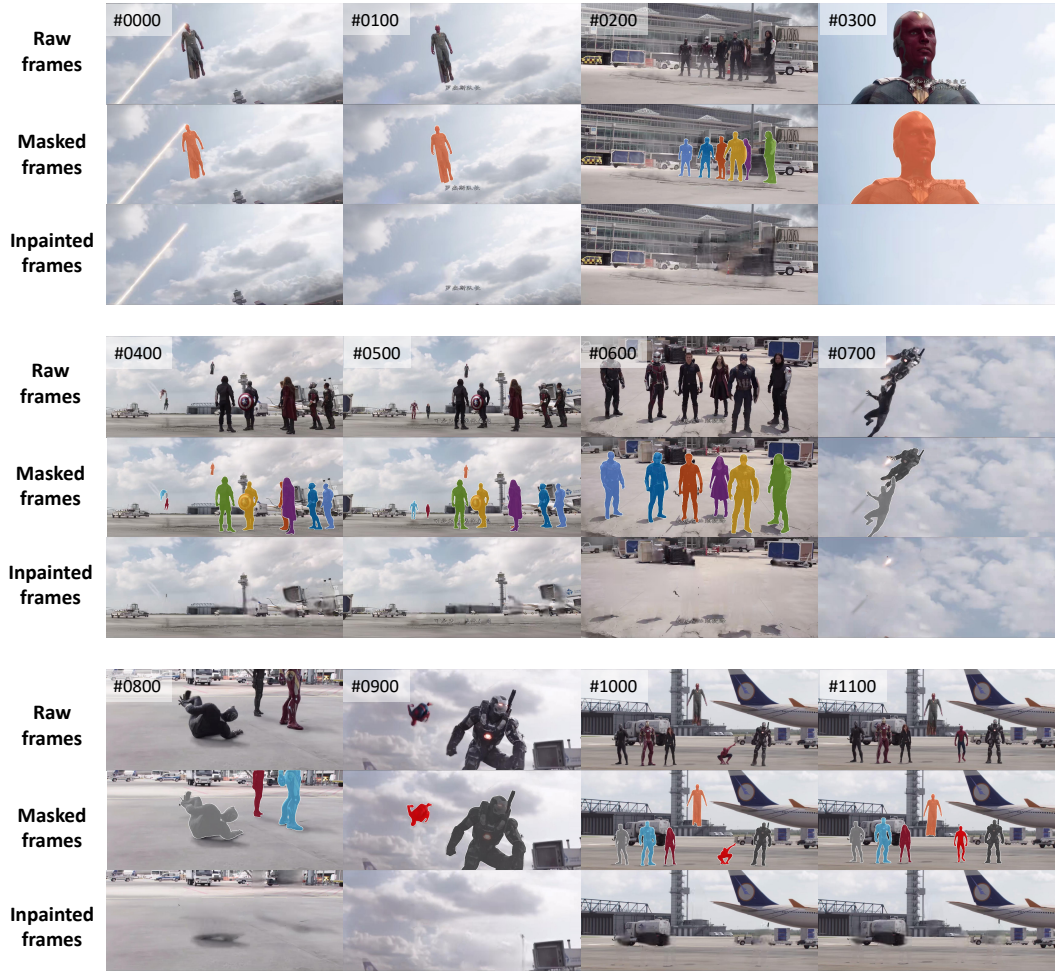 Raw
frames
#0000
#0100
#0200
#0300
Masked
frames
Inpainted
frames
Raw
frames
#0400
#0500
#0600
#0700
Masked
frames
Inpainted
frames
Raw
frames
#0800
#0900
#1000
#1100
Masked
frames
Inpainted
frames